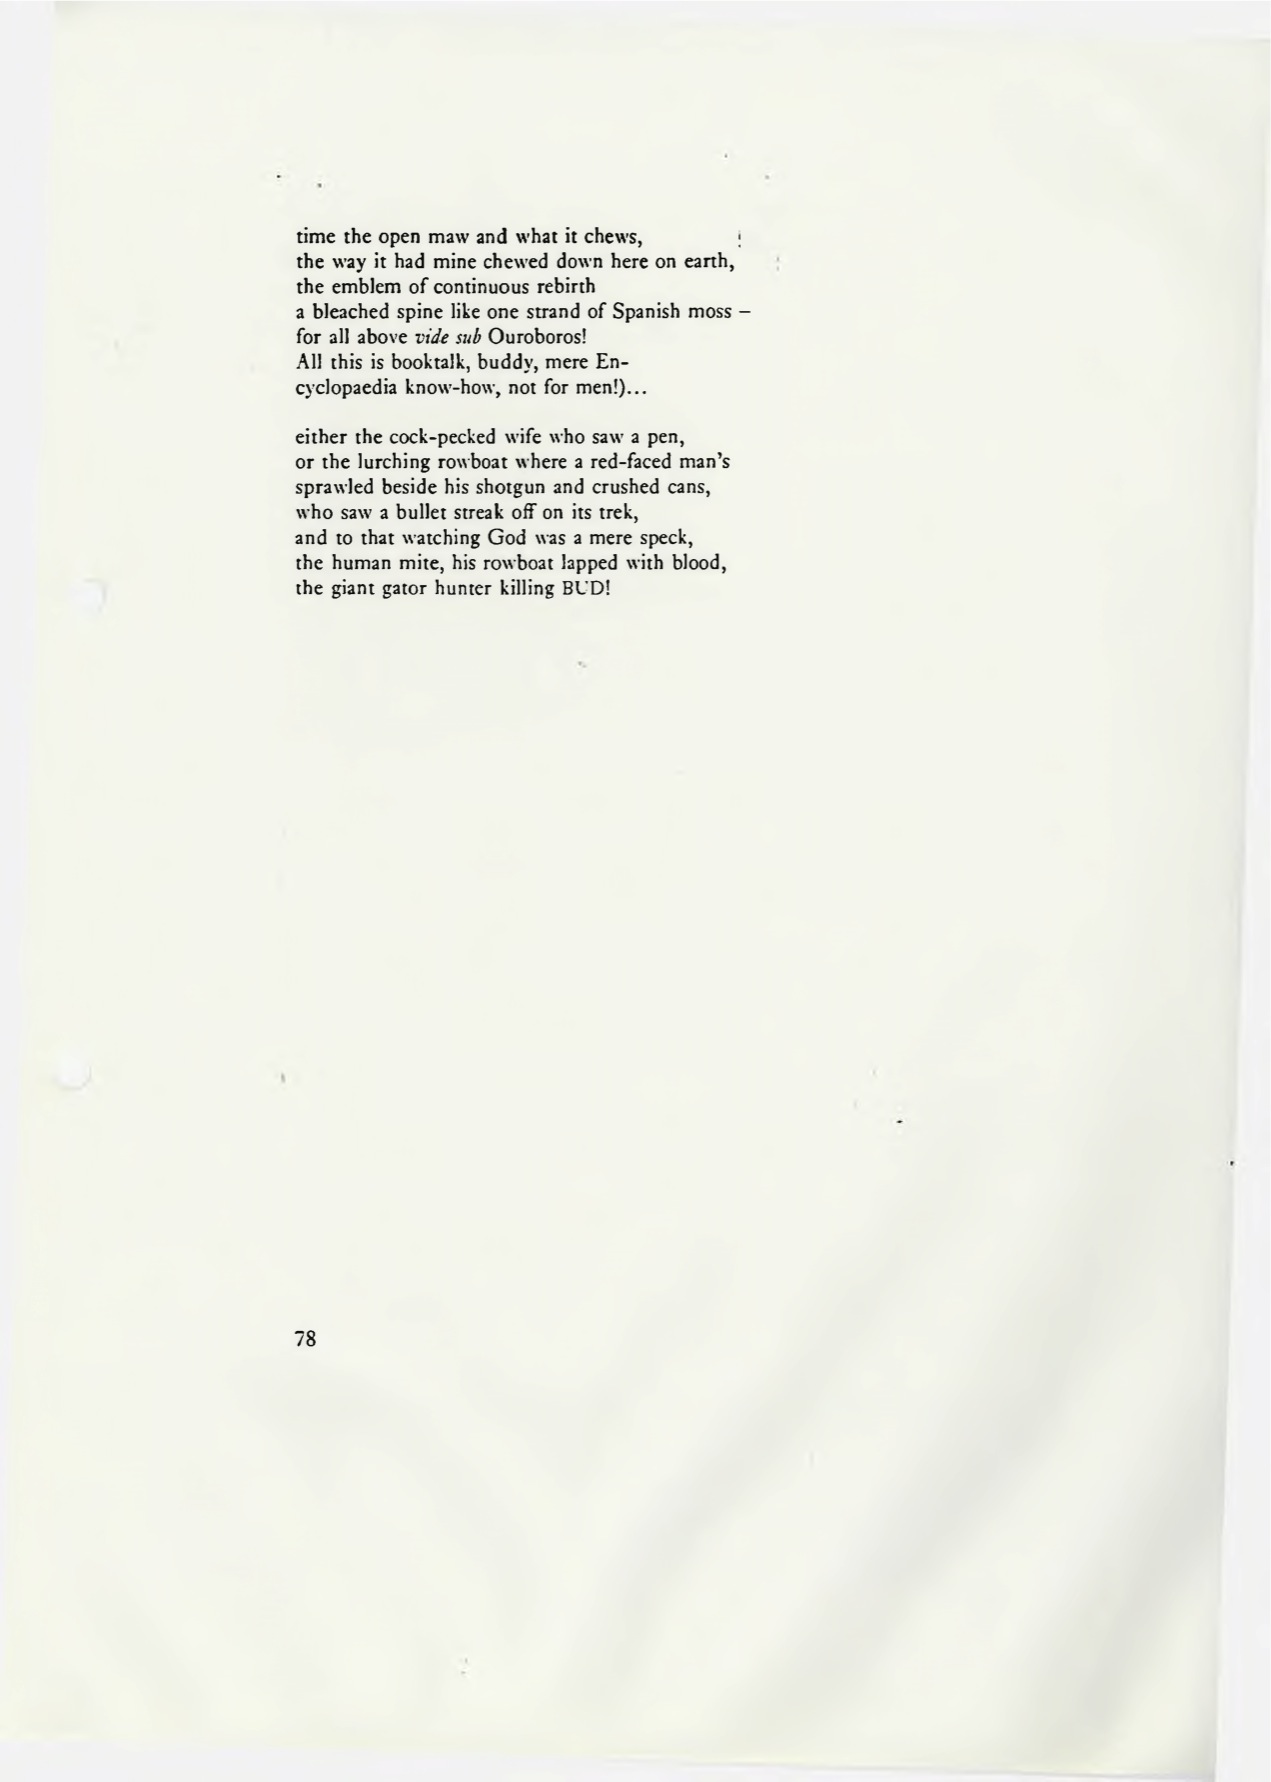 time the open maw and what it chews,
the way it had mine chewed down here on earth,
the emblem of continuous rebirth
a bleached spine like one strand of Spanish moss –
for all above vide sub Ouroboros!
All this is booktalk, buddy, mere En-
cyclopaedia know-how, not for men!)...

either the cock-pecked wife who saw a pen,
or the lurching rowboat where a red-faced man's
sprawled beside his shotgun and crushed cans,
who saw a bullet streak off on its trek,
and to that watching God was a mere speck,
the human mite, his rowboat lapped with blood,
the giant gator hunter killing BUD!

78